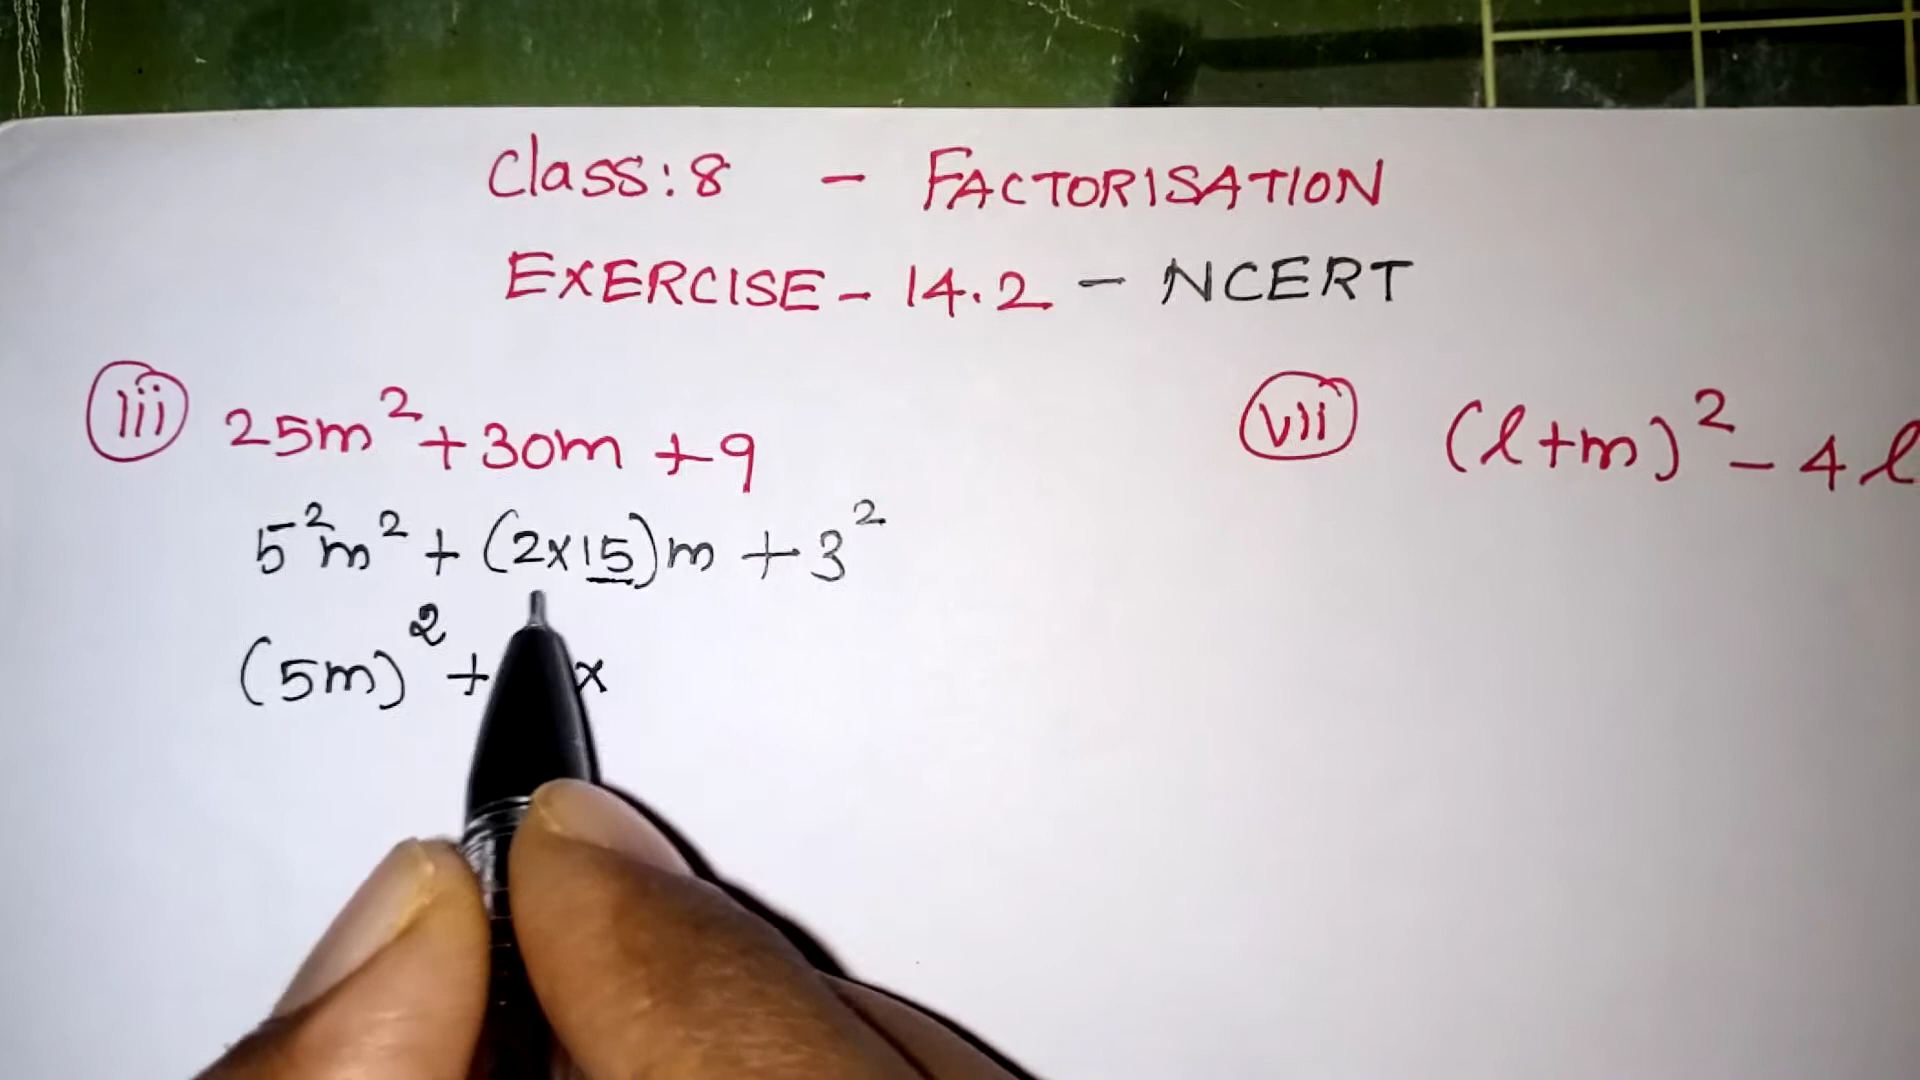 Class: 8 - FACTORISATION
EXERCISE - 14.2 - NCERT
iii 25m² + 30m + 9
5²m² + (2×15)m + 3²
(5m)² + x
vii (l+m)² - 4l